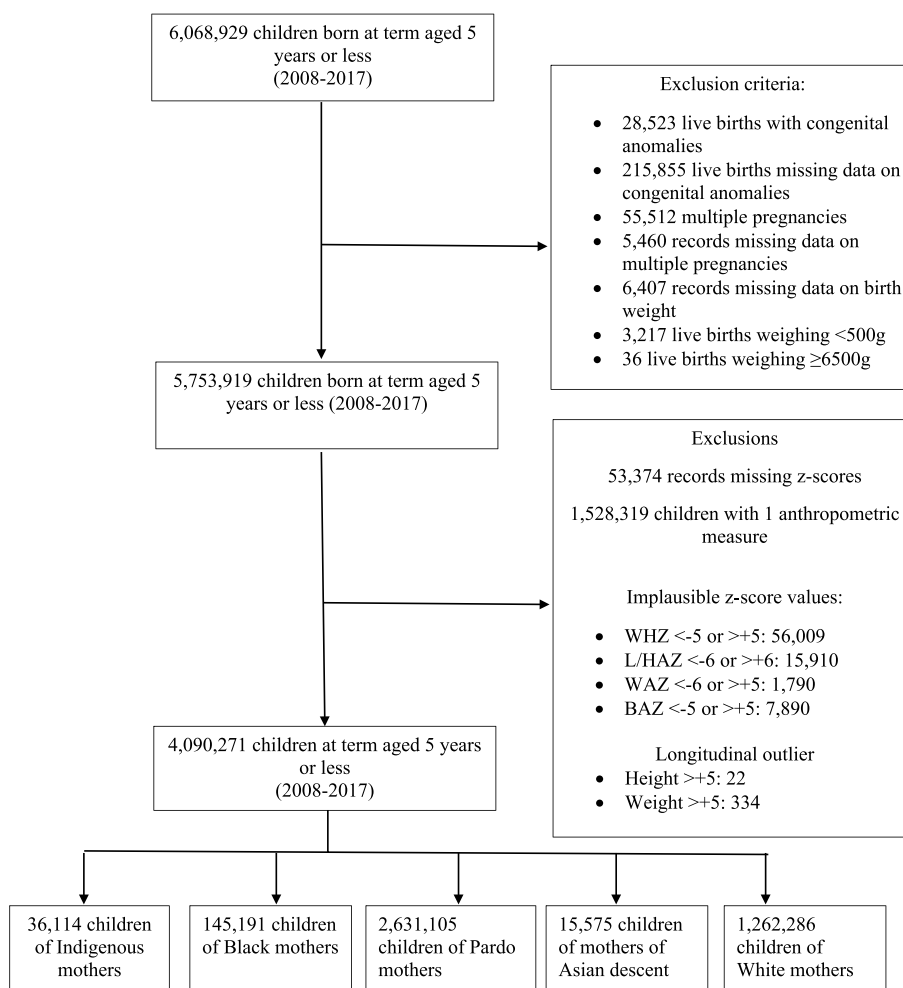 6,068,929 children born at term aged 5
years or less
(2008-2017)
Exclusion criteria:
• 28,523 live births with congenital
anomalies
• 215,855 live births missing data on
congenital anomalies
• 55,512 multiple pregnancies
• 5,460 records missing data on
multiple pregnancies
• 6,407 records missing data on birth
weight
• 3,217 live births weighing <500g
• 36 live births weighing ≥6500g
5,753,919 children born at term aged 5
years or less (2008-2017)
Exclusions
53,374 records missing z-scores
1,528,319 children with 1 anthropometric
measure
Implausible z-score values:
• WHZ <-5 or >+5: 56,009
• L/HAZ <-6 or >+6: 15,910
• WAZ <-6 or >+5: 1,790
• BAZ <-5 or >+5: 7,890
Longitudinal outlier
• Height >+5: 22
• Weight >+5: 334
4,090,271 children at term aged 5 years
or less
(2008-2017)
36,114 children
of Indigenous
mothers
145,191 children
of Black mothers
2,631,105
children of Pardo
mothers
15,575 children
of mothers of
Asian descent
1,262,286
children of
White mothers